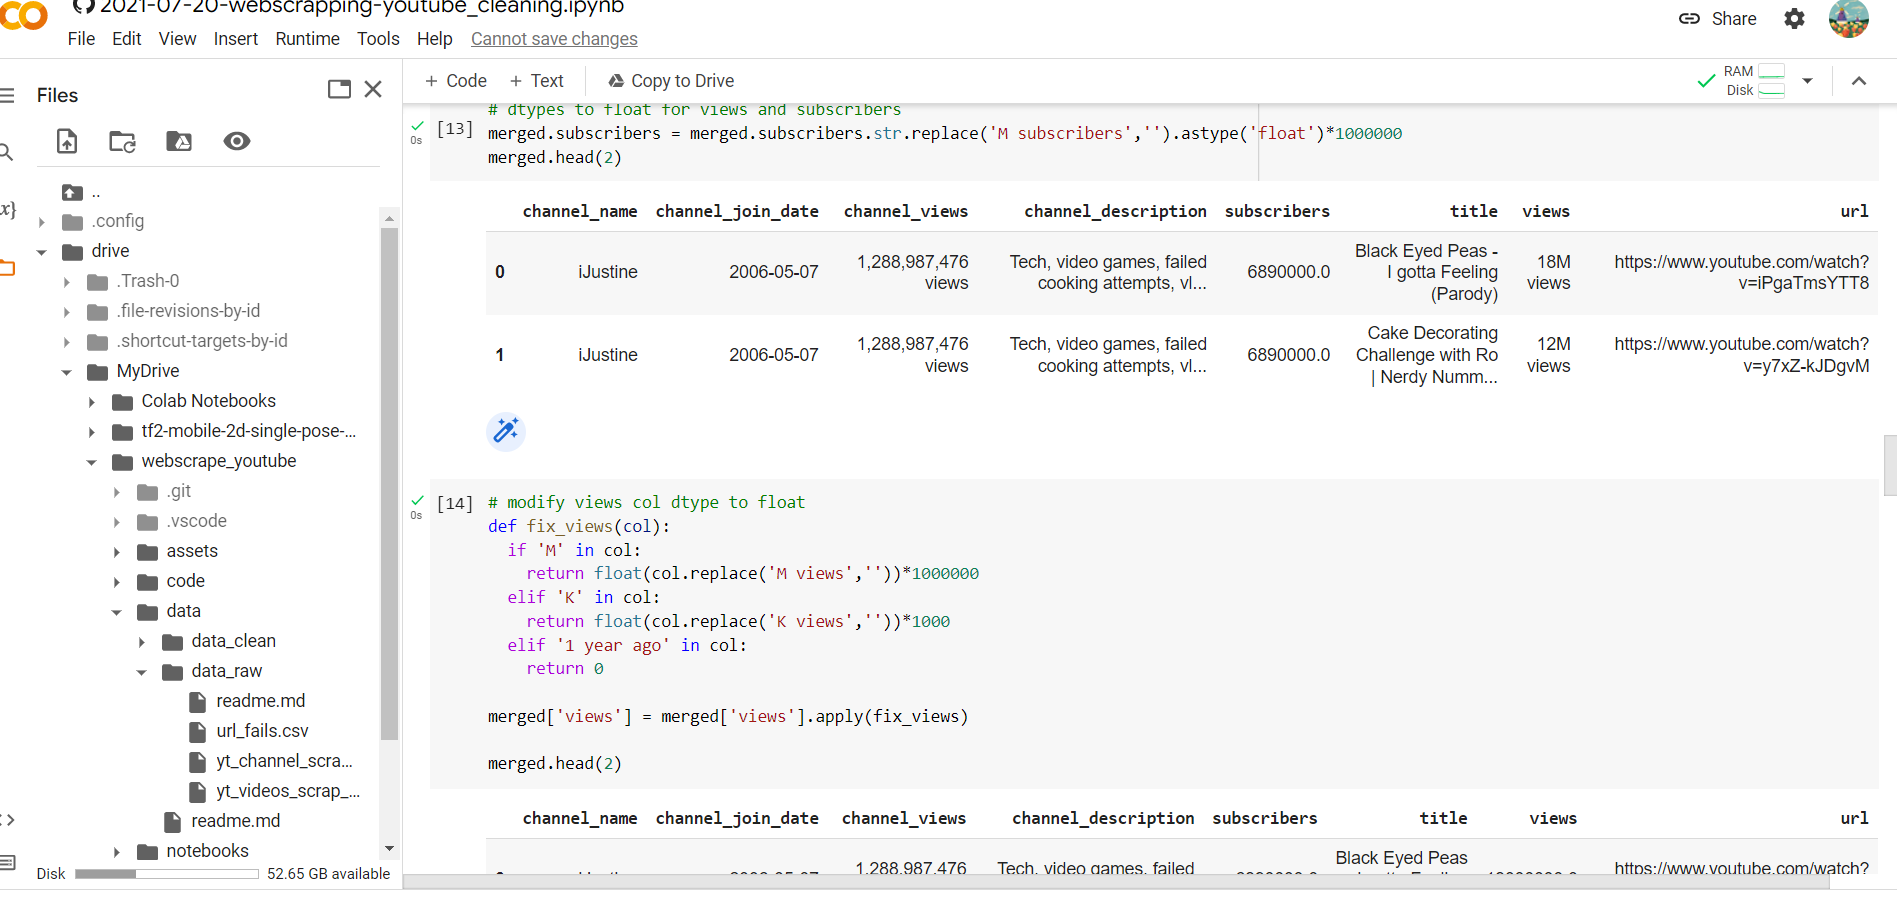 2021-07-20-webscrapping-youtube_cleaning.ipynb
File Edit View Insert Runtime Tools Help Cannot save changes
Share
Files
+ Code + Text Copy to Drive
RAM
Disk
..
.config
drive
.Trash-0
.file-revisions-by-id
.shortcut-targets-by-id
MyDrive
Colab Notebooks
tf2-mobile-2d-single-pose-...
webscrape_youtube
.git
.vscode
assets
code
data
data_clean
data_raw
readme.md
url_fails.csv
yt_channel_scra...
yt_videos_scrap_...
readme.md
notebooks
Disk 52.65 GB available
0s
[13]
# dtypes to float for views and subscribers
merged.subscribers = merged.subscribers.str.replace('M subscribers','').astype('float')*1000000
merged.head(2)
channel_name channel_join_date channel_views channel_description subscribers title views url
0 iJustine 2006-05-07 1,288,987,476 views Tech, video games, failed cooking attempts, vl... 6890000.0 Black Eyed Peas - I gotta Feeling (Parody) 18M views https://www.youtube.com/watch?v=iPgaTmsYTT8
1 iJustine 2006-05-07 1,288,987,476 views Tech, video games, failed cooking attempts, vl... 6890000.0 Cake Decorating Challenge with Ro | Nerdy Numm... 12M views https://www.youtube.com/watch?v=y7xZ-kJDgvM
0s
[14]
# modify views col dtype to float
def fix_views(col):
if 'M' in col:
return float(col.replace('M views',''))*1000000
elif 'K' in col:
return float(col.replace('K views',''))*1000
elif '1 year ago' in col:
return 0
merged['views'] = merged['views'].apply(fix_views)
merged.head(2)
channel_name channel_join_date channel_views channel_description subscribers title views url
1,288,987,476 Tech, video games, failed Black Eyed Peas https://www.youtube.com/watch?